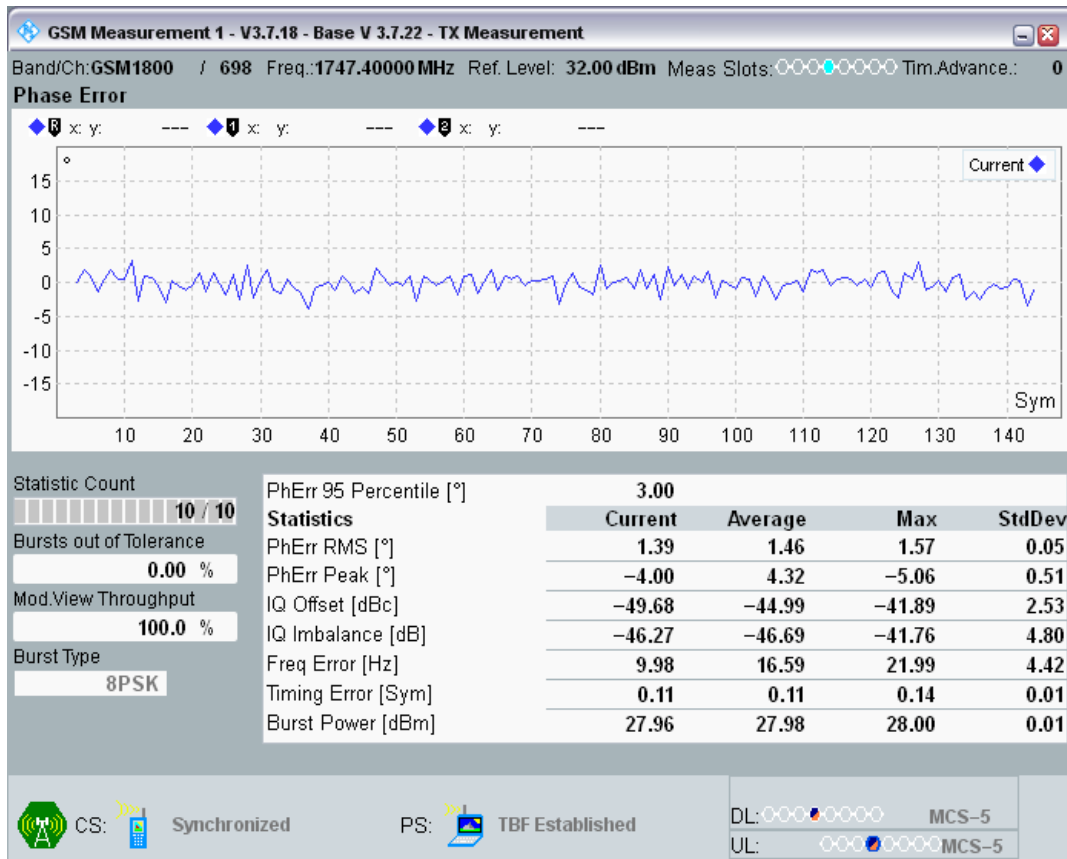 GSM Measurement 1 - V3.7.18 - Base V 3.7.22 - TX Measurement
Band/Ch:GSM1800 / 698 Freq.:1747.40000 MHz Ref. Level: 32.00 dBm Meas Slots: Tim.Advance.: 0
Phase Error
R x: y: --- 1 x: y: --- 2 x: y: ---
°
Current
15
10
5
0
-5
-10
-15
Sym
10 20 30 40 50 60 70 80 90 100 110 120 130 140
Statistic Count
10 / 10
Bursts out of Tolerance
0.00 %
Mod.View Throughput
100.0 %
Burst Type
8PSK
PhErr 95 Percentile [°] 3.00
Statistics Current Average Max StdDev
PhErr RMS [°] 1.39 1.46 1.57 0.05
PhErr Peak [°] −4.00 4.32 −5.06 0.51
IQ Offset [dBc] −49.68 −44.99 −41.89 2.53
IQ Imbalance [dB] −46.27 −46.69 −41.76 4.80
Freq Error [Hz] 9.98 16.59 21.99 4.42
Timing Error [Sym] 0.11 0.11 0.14 0.01
Burst Power [dBm] 27.96 27.98 28.00 0.01
CS: Synchronized PS: TBF Established
DL: MCS−5
UL: MCS−5